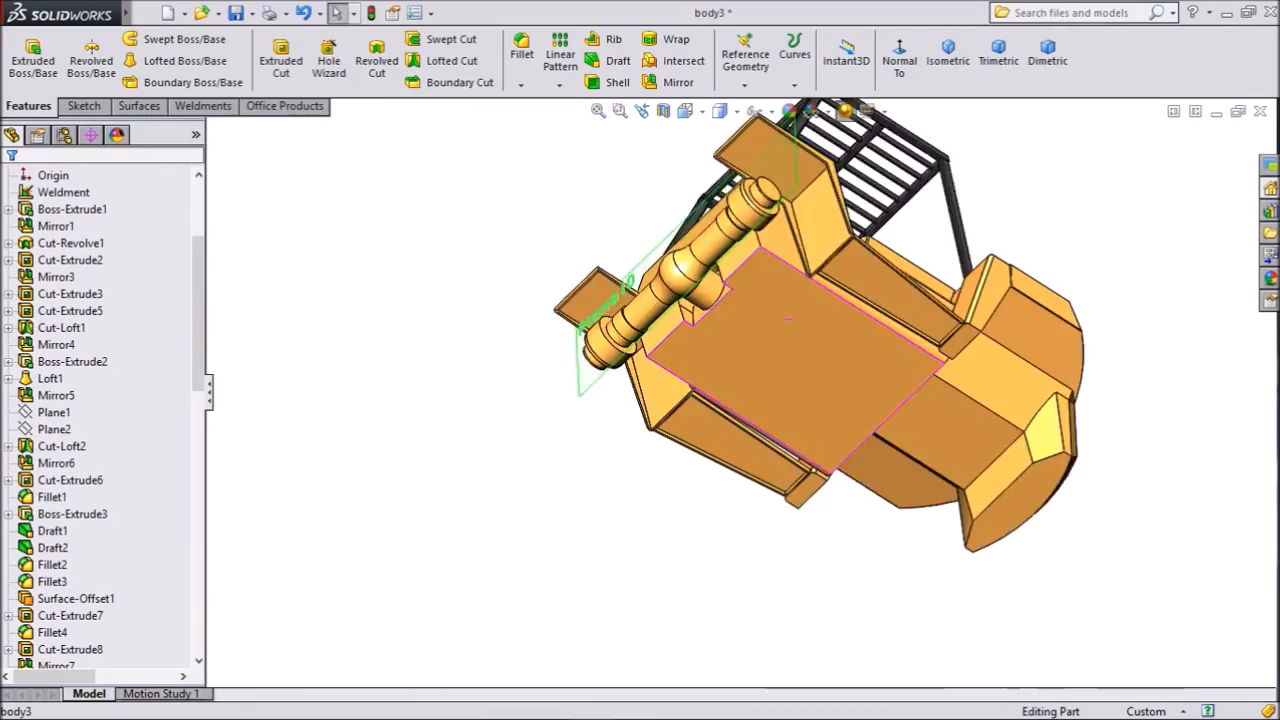 SOLIDWORKS
body3 *
Search files and models
Extruded Boss/Base
Revolved Boss/Base
Swept Boss/Base
Lofted Boss/Base
Boundary Boss/Base
Extruded Cut
Hole Wizard
Revolved Cut
Swept Cut
Lofted Cut
Boundary Cut
Fillet
Linear Pattern
Rib
Draft
Shell
Wrap
Intersect
Mirror
Reference Geometry
Curves
Instant3D
Normal To
Isometric
Trimetric
Dimetric
Features
Sketch
Surfaces
Weldments
Office Products
Origin
Weldment
Boss-Extrude1
Mirror1
Cut-Revolve1
Cut-Extrude2
Mirror3
Cut-Extrude3
Cut-Extrude5
Cut-Loft1
Mirror4
Boss-Extrude2
Loft1
Mirror5
Plane1
Plane2
Cut-Loft2
Mirror6
Cut-Extrude6
Fillet1
Boss-Extrude3
Draft1
Draft2
Fillet2
Fillet3
Surface-Offset1
Cut-Extrude7
Fillet4
Cut-Extrude8
Mirror7
Model
Motion Study 1
body3
Editing Part
Custom